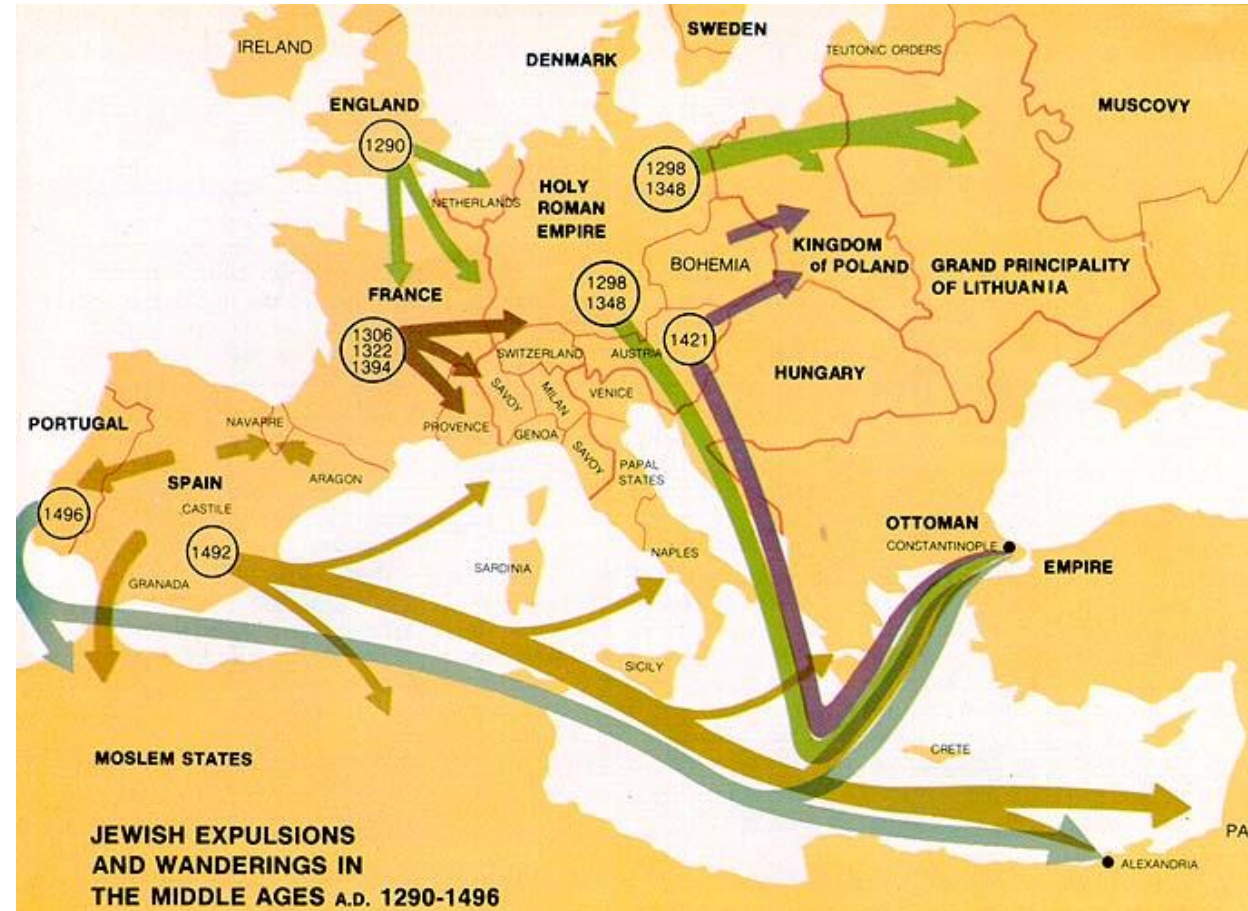 SWEDEN
IRELAND
DENMARK
TEUTONIC ORDERS
ENGLAND
MUSCOVY
1290
1298
1348
HOLY
ROMAN
EMPIRE
NETHERLANDS
KINGDOM
of POLAND
BOHEMIA
GRAND PRINCIPALITY
OF LITHUANIA
1298
1348
FRANCE
1306
1322
1394
1421
SWITZERLAND
AUSTRIA
HUNGARY
SAVOY
MILAN
VENICE
PORTUGAL
NAVARRE
PROVENCE
GENOA
SAVOY
PAPAL
STATES
ARAGON
SPAIN
CASTILE
1496
1492
OTTOMAN
CONSTANTINOPLE
EMPIRE
NAPLES
SARDINIA
GRANADA
SICILY
CRETE
MOSLEM STATES
PA
ALEXANDRIA
JEWISH EXPULSIONS
AND WANDERINGS IN
THE MIDDLE AGES A.D. 1290-1496